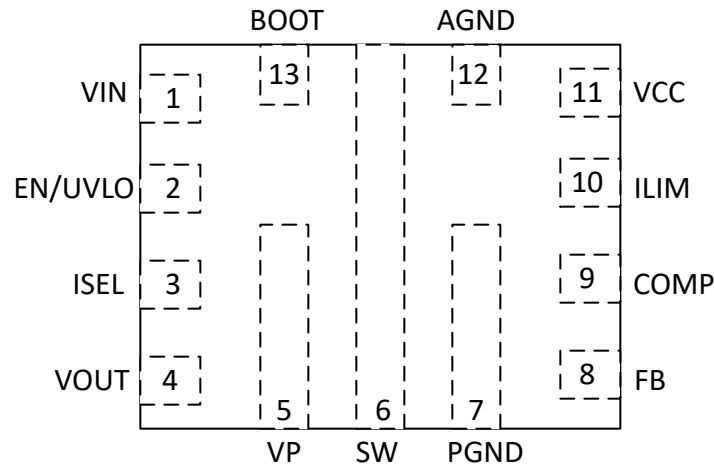 BOOT AGND
13 12
VIN 1 11 VCC
EN/UVLO 2 10 ILIM
ISEL 3 9 COMP
VOUT 4 8 FB
5 6 7
VP SW PGND